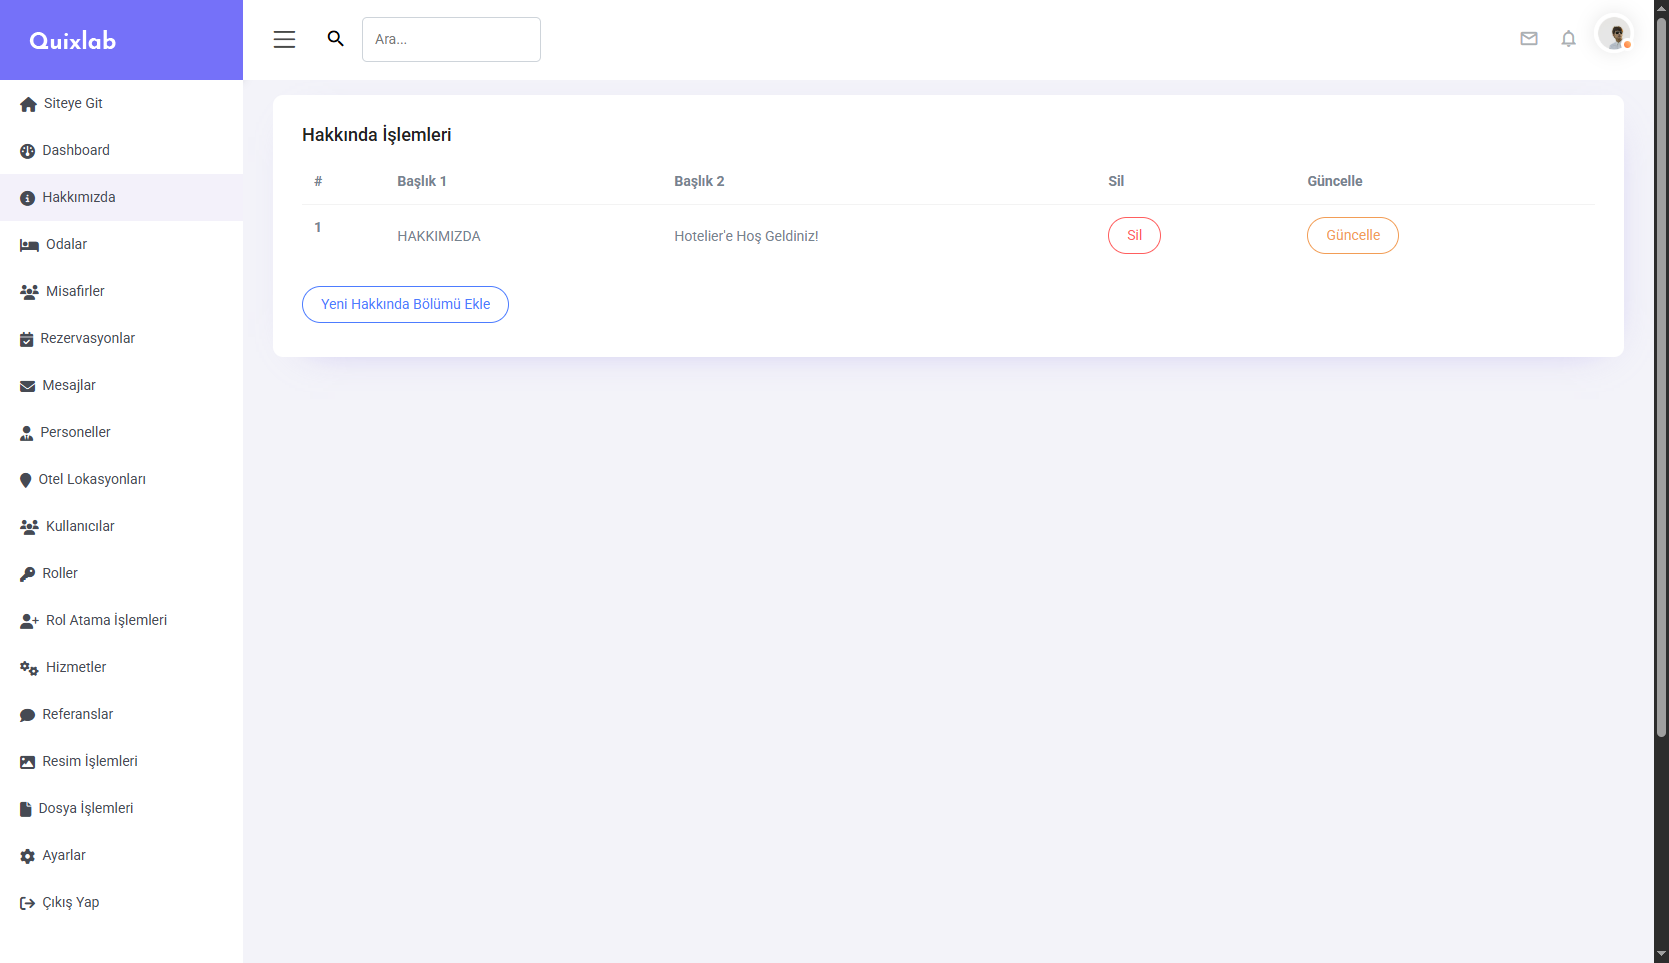 Quixlab
Ara...
Siteye Git
Dashboard
Hakkımızda
Odalar
Misafirler
Rezervasyonlar
Mesajlar
Personeller
Otel Lokasyonları
Kullanıcılar
Roller
Rol Atama İşlemleri
Hizmetler
Referanslar
Resim İşlemleri
Dosya İşlemleri
Ayarlar
Çıkış Yap
Hakkında İşlemleri
# Başlık 1 Başlık 2 Sil Güncelle
1 HAKKIMIZDA Hotelier'e Hoş Geldiniz! Sil Güncelle
Yeni Hakkında Bölümü Ekle